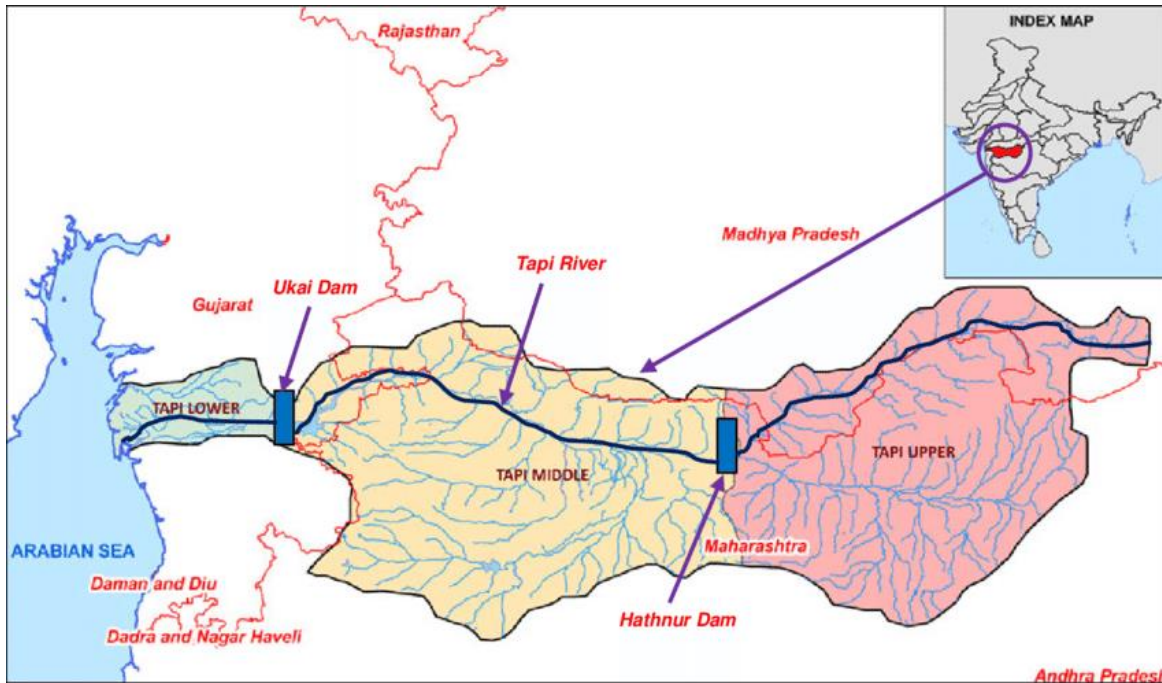 Rajasthan
INDEX MAP
Madhya Pradesh
Tapi River
Ukai Dam
Gujarat
TAPI LOWER
TAPI MIDDLE
TAPI UPPER
ARABIAN SEA
Maharashtra
Daman and Diu
Hathnur Dam
Dadra and Nagar Haveli
Andhra Pradesh